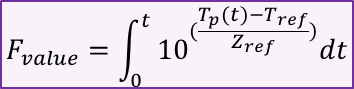 F_value = ∫_0^t 10^((T_p(t)−T_ref)/Z_ref) dt